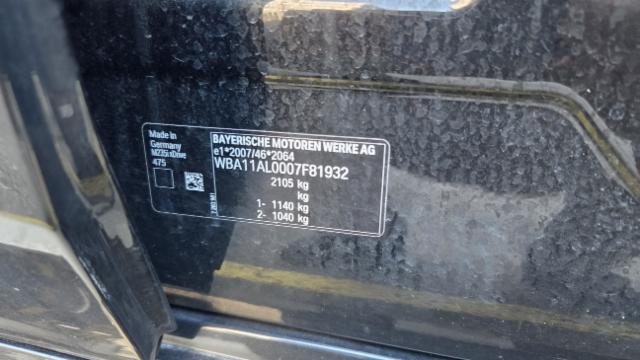 Made in
Germany
M235i xDrive
475
BAYERISCHE MOTOREN WERKE AG
e1*2007/46*2064
WBA11AL0007F81932
2105 kg
kg
1- 1140 kg
2- 1040 kg